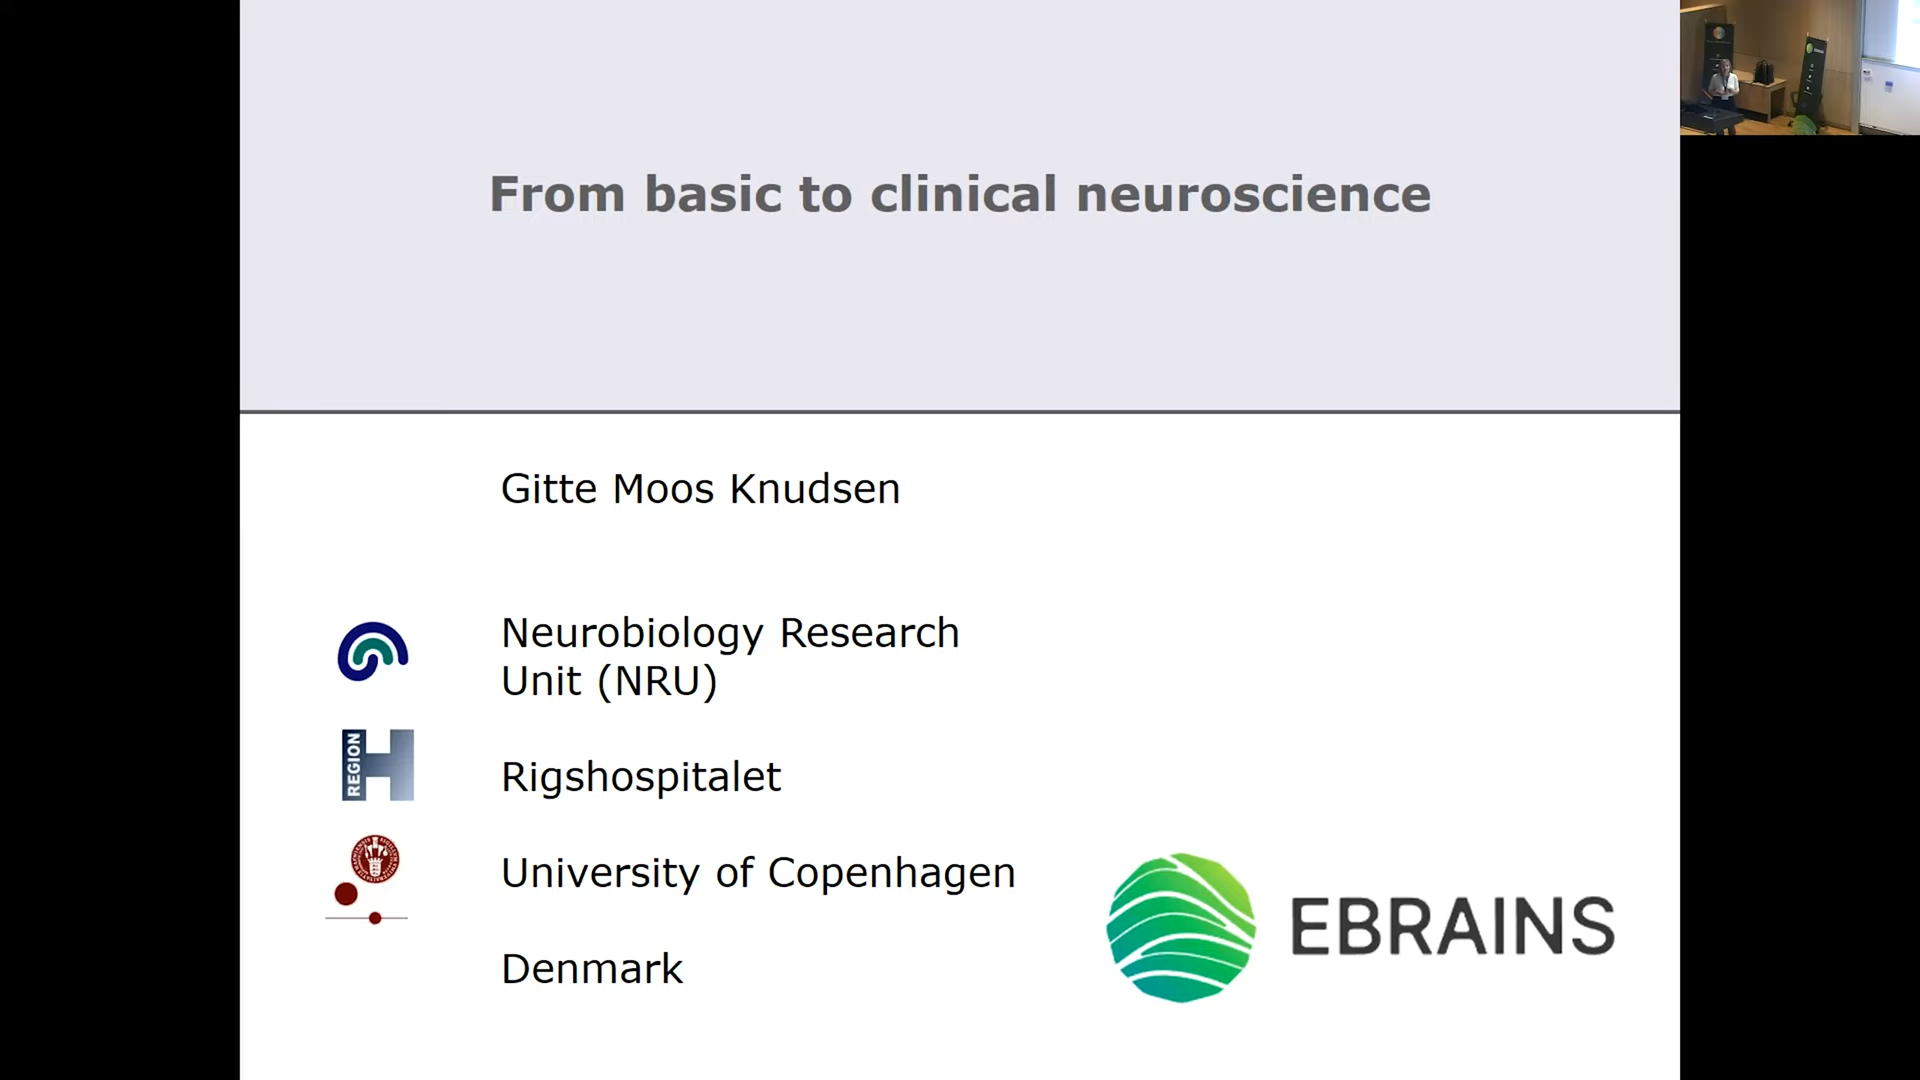 From basic to clinical neuroscience
Gitte Moos Knudsen
Neurobiology Research
Unit (NRU)
REGION H
Rigshospitalet
University of Copenhagen
Denmark
EBRAINS